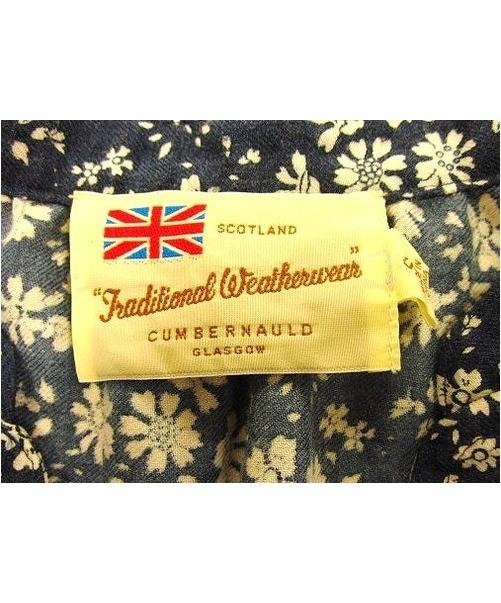 SCOTLAND
"Traditional Weatherwear"
CUMBERNAULD
GLASGOW